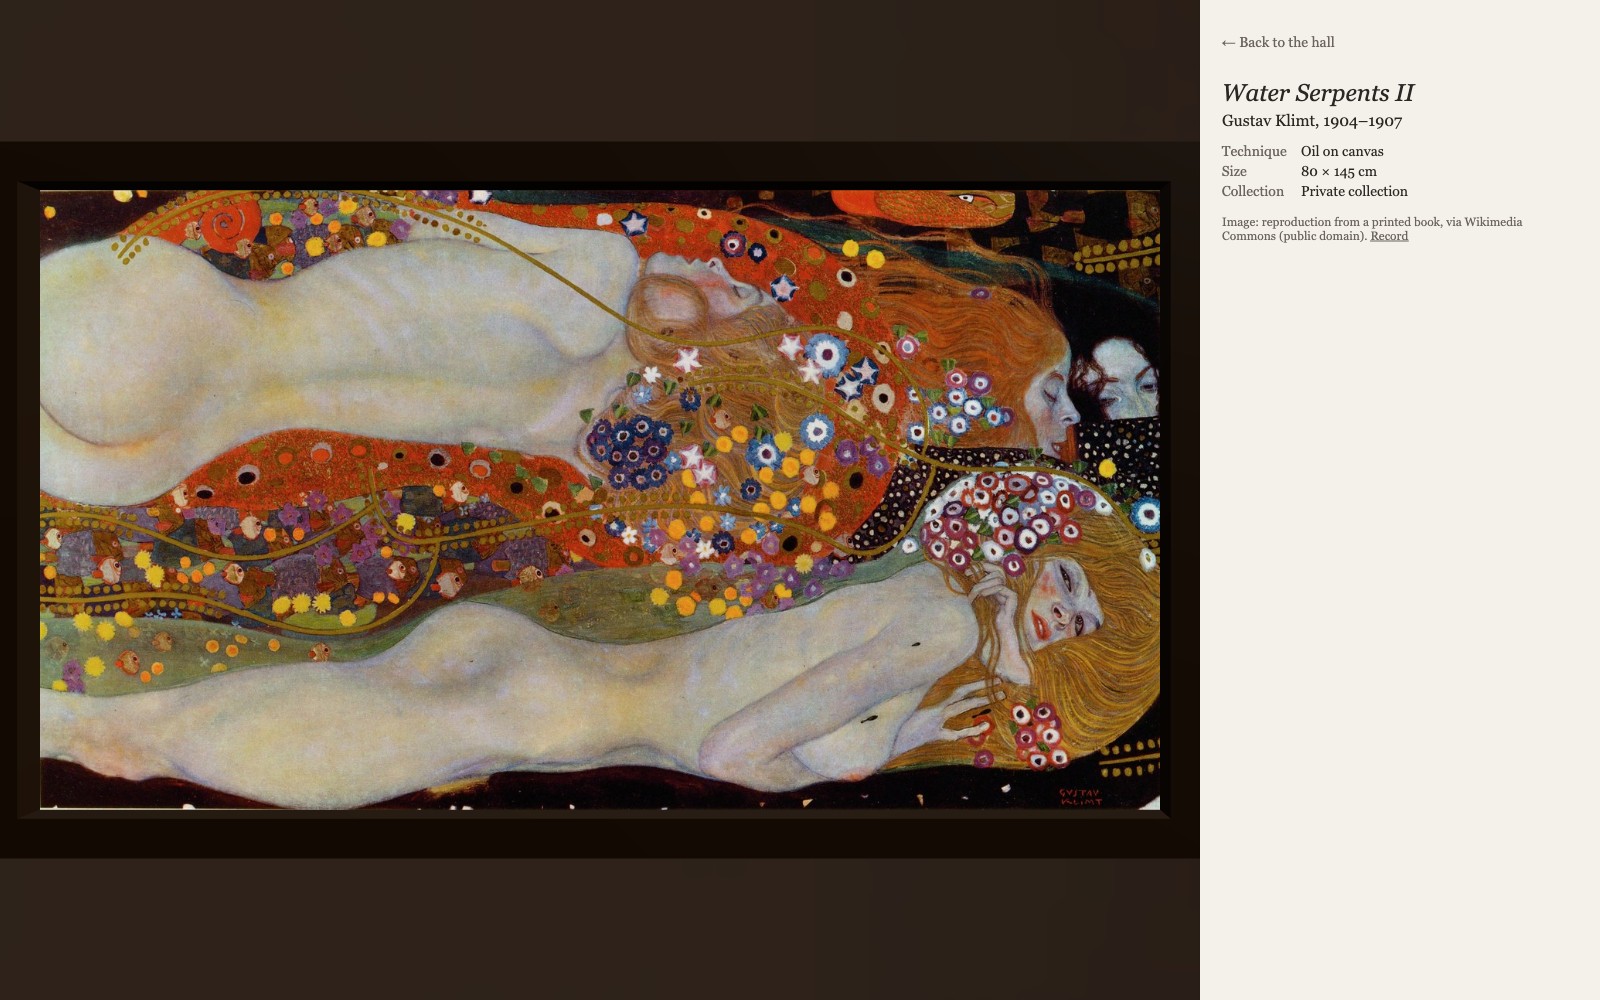 ← Back to the hall
Water Serpents II
Gustav Klimt, 1904–1907
Technique Oil on canvas
Size 80 × 145 cm
Collection Private collection
Image: reproduction from a printed book, via Wikimedia
Commons (public domain). Record
GUSTAV
KLIMT